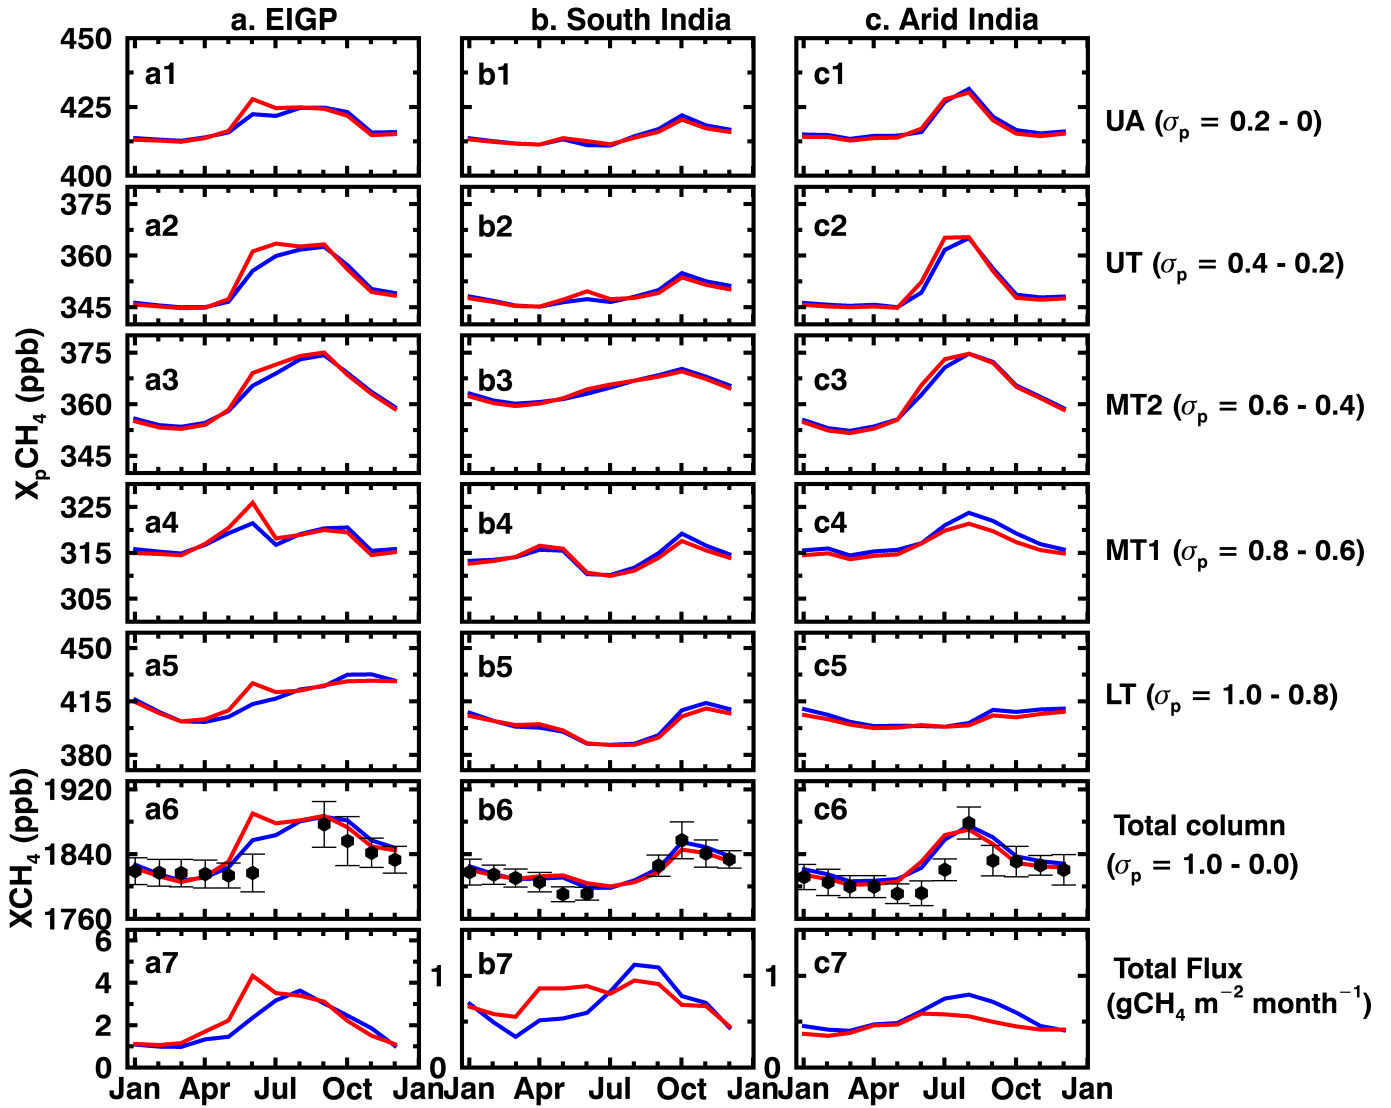 a. EIGP b. South India c. Arid India
450 a1 b1 c1
425 UA (σp = 0.2 - 0)
400
375 a2 b2 c2
360 UT (σp = 0.4 - 0.2)
345
375 a3 b3 c3
360 MT2 (σp = 0.6 - 0.4)
345
XpCH4 (ppb)
325 a4 b4 c4
315 MT1 (σp = 0.8 - 0.6)
305
450 a5 b5 c5
415 LT (σp = 1.0 - 0.8)
380
XCH4 (ppb)
1920 a6 b6 c6
Total column
1840 (σp = 1.0 - 0.0)
1760
6 a7 b7 c7
4 1 1 Total Flux
2 (gCH4 m−2 month−1)
0 0 0
Jan Apr Jul Oct Jan Apr Jul Oct Jan Apr Jul Oct Jan